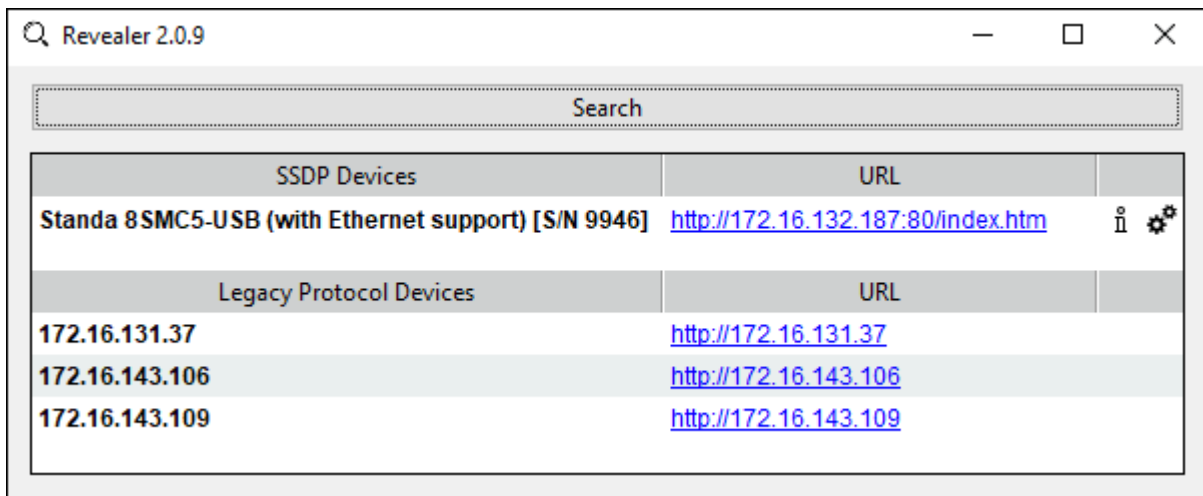 Revealer 2.0.9
Search
SSDP Devices URL
Standa 8SMC5-USB (with Ethernet support) [S/N 9946] http://172.16.132.187:80/index.htm
Legacy Protocol Devices URL
172.16.131.37 http://172.16.131.37
172.16.143.106 http://172.16.143.106
172.16.143.109 http://172.16.143.109